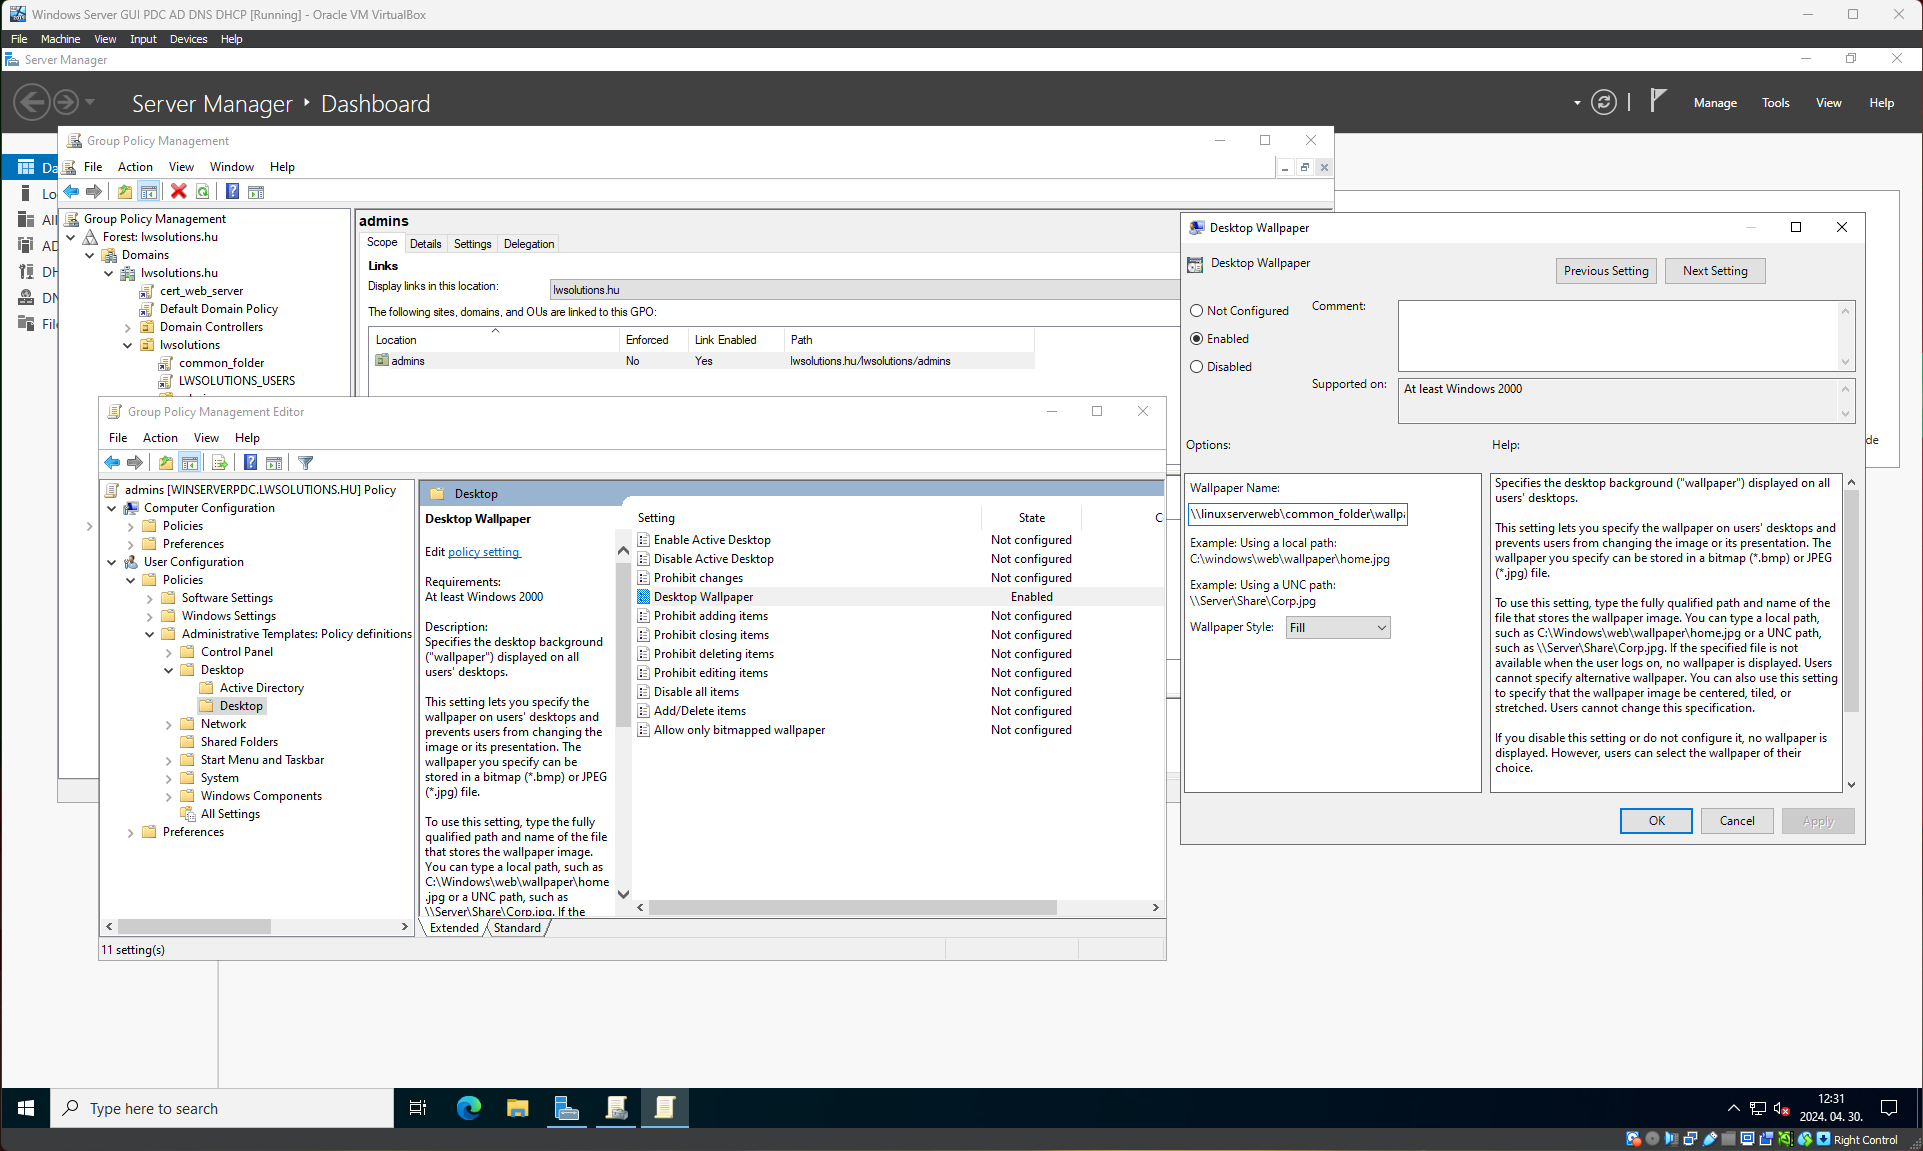 Windows Server GUI PDC AD DNS DHCP [Running] - Oracle VM VirtualBox
File Machine View Input Devices Help
Server Manager
Server Manager Dashboard
Manage Tools View Help
Da
Lo
All
AD
DH
DN
File
Group Policy Management
File Action View Window Help
Group Policy Management
Forest: lwsolutions.hu
Domains
lwsolutions.hu
cert_web_server
Default Domain Policy
Domain Controllers
lwsolutions
common_folder
LWSOLUTIONS_USERS
admins
Scope Details Settings Delegation
Links
Display links in this location: lwsolutions.hu
The following sites, domains, and OUs are linked to this GPO:
Location Enforced Link Enabled Path
admins No Yes lwsolutions.hu/lwsolutions/admins
Group Policy Management Editor
File Action View Help
admins [WINSERVERPDC.LWSOLUTIONS.HU] Policy
Computer Configuration
Policies
Preferences
User Configuration
Policies
Software Settings
Windows Settings
Administrative Templates: Policy definitions
Control Panel
Desktop
Active Directory
Desktop
Network
Shared Folders
Start Menu and Taskbar
System
Windows Components
All Settings
Preferences
Desktop
Desktop Wallpaper
Edit policy setting
Requirements:
At least Windows 2000
Description:
Specifies the desktop background
("wallpaper") displayed on all
users' desktops.
This setting lets you specify the
wallpaper on users' desktops and
prevents users from changing the
image or its presentation. The
wallpaper you specify can be
stored in a bitmap (*.bmp) or JPEG
(*.jpg) file.
To use this setting, type the fully
qualified path and name of the file
that stores the wallpaper image.
You can type a local path, such as
C:\Windows\web\wallpaper\home
.jpg or a UNC path, such as
\\Server\Share\Corp.jpg. If the
Setting State C
Enable Active Desktop Not configured
Disable Active Desktop Not configured
Prohibit changes Not configured
Desktop Wallpaper Enabled
Prohibit adding items Not configured
Prohibit closing items Not configured
Prohibit deleting items Not configured
Prohibit editing items Not configured
Disable all items Not configured
Add/Delete items Not configured
Allow only bitmapped wallpaper Not configured
Extended Standard
11 setting(s)
Desktop Wallpaper
Desktop Wallpaper
Previous Setting Next Setting
Not Configured
Enabled
Disabled
Comment:
Supported on: At least Windows 2000
Options:
Wallpaper Name:
\\linuxserverweb\common_folder\wallpa
Example: Using a local path:
C:\windows\web\wallpaper\home.jpg
Example: Using a UNC path:
\\Server\Share\Corp.jpg
Wallpaper Style: Fill
Help:
Specifies the desktop background ("wallpaper") displayed on all
users' desktops.
This setting lets you specify the wallpaper on users' desktops and
prevents users from changing the image or its presentation. The
wallpaper you specify can be stored in a bitmap (*.bmp) or JPEG
(*.jpg) file.
To use this setting, type the fully qualified path and name of the
file that stores the wallpaper image. You can type a local path,
such as C:\Windows\web\wallpaper\home.jpg or a UNC path,
such as \\Server\Share\Corp.jpg. If the specified file is not
available when the user logs on, no wallpaper is displayed. Users
cannot specify alternative wallpaper. You can also use this setting
to specify that the wallpaper image be centered, tiled, or
stretched. Users cannot change this specification.
If you disable this setting or do not configure it, no wallpaper is
displayed. However, users can select the wallpaper of their
choice.
OK Cancel Apply
de
Type here to search
12:31
2024. 04. 30.
Right Control